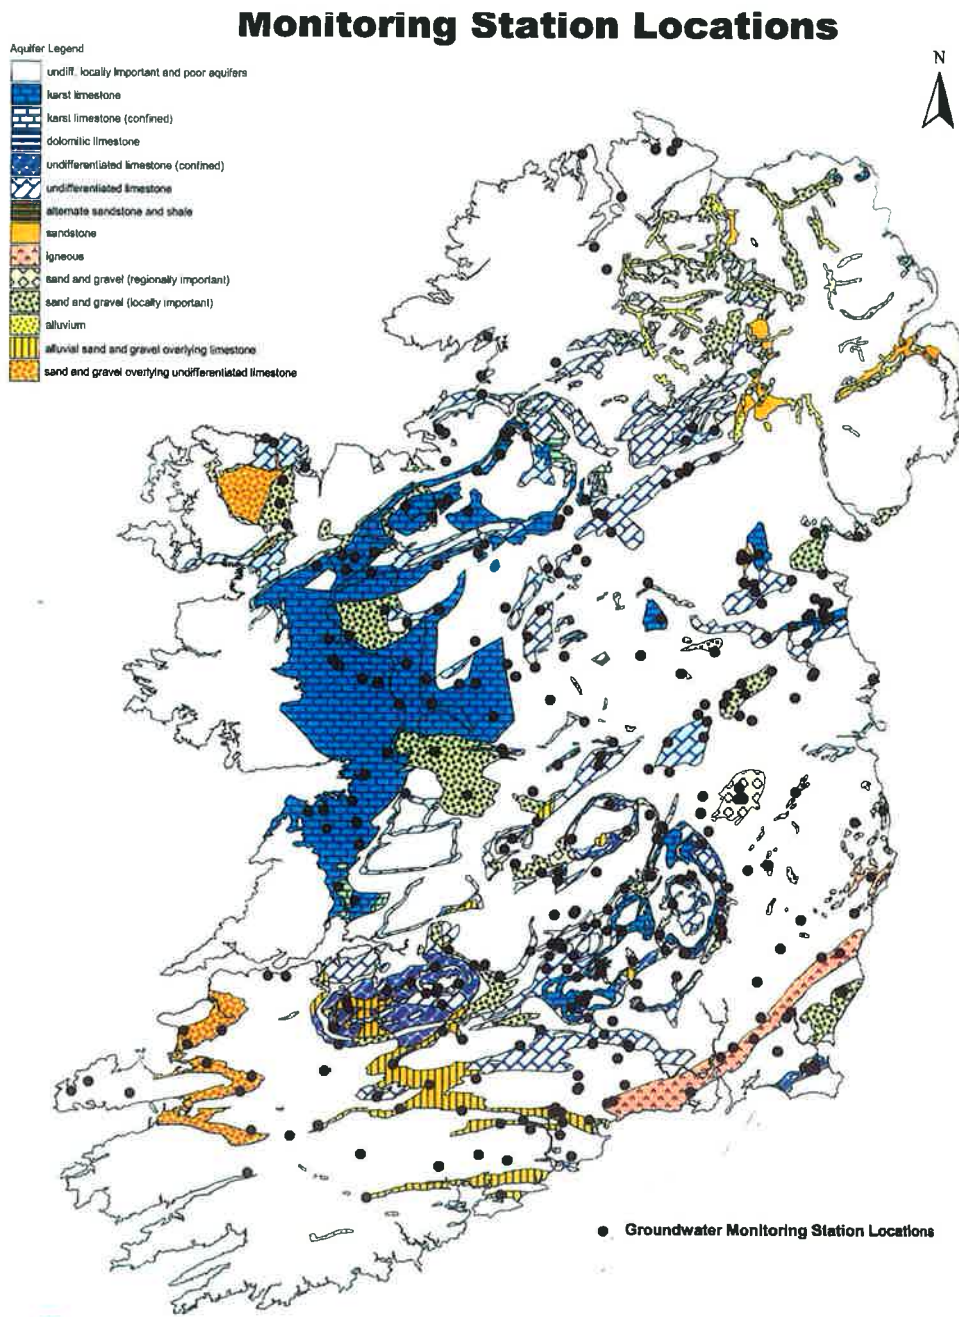 Monitoring Station Locations
Aquifer Legend
N
undiff. locally important and poor aquifers
karst limestone
karst limestone (confined)
dolomitic limestone
undifferentiated limestone (confined)
undifferentiated limestone
alternate sandstone and shale
sandstone
igneous
sand and gravel (regionally important)
sand and gravel (locally important)
alluvium
alluvial sand and gravel overlying limestone
sand and gravel overlying undifferentiated limestone
Groundwater Monitoring Station Locations